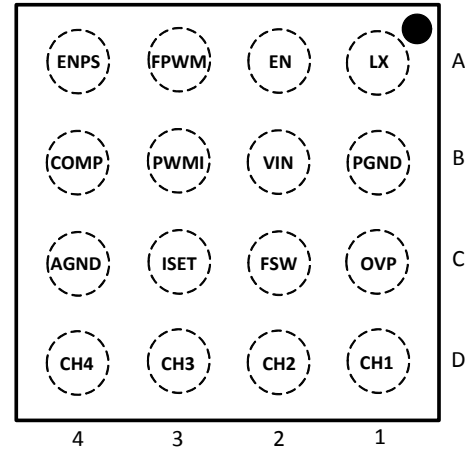 ENPS FPWM EN LX A
COMP PWMI VIN PGND B
AGND ISET FSW OVP C
CH4 CH3 CH2 CH1 D
4 3 2 1